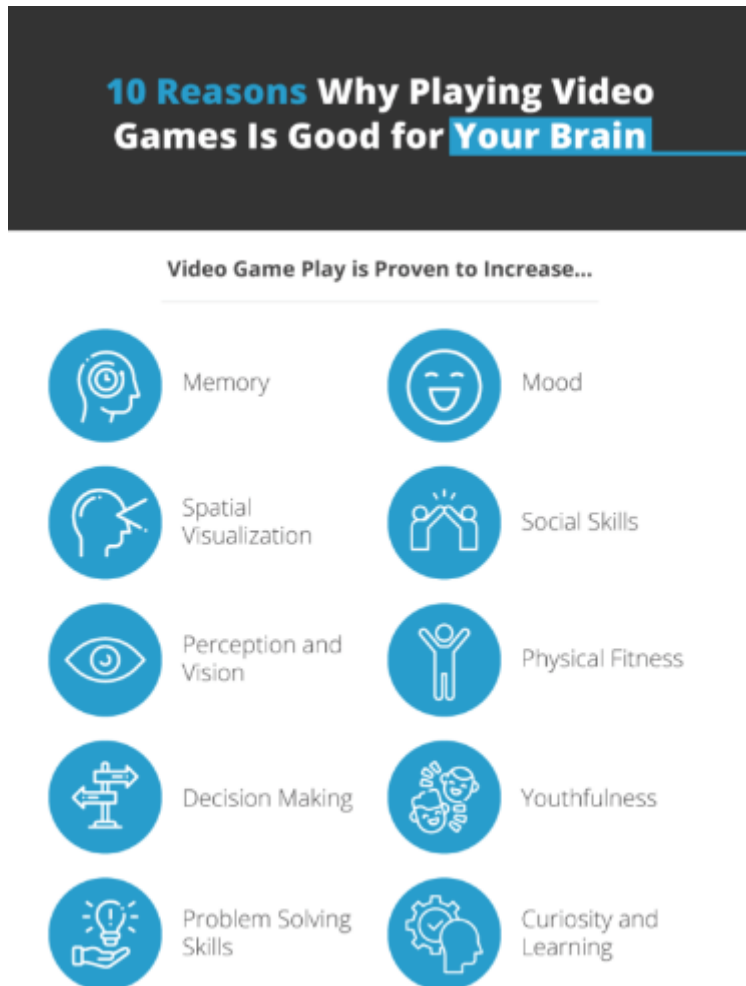 10 Reasons Why Playing Video
Games Is Good for Your Brain
Video Game Play is Proven to Increase...
Memory
Mood
Spatial
Visualization
Social Skills
Perception and
Vision
Physical Fitness
Decision Making
Youthfulness
Problem Solving
Skills
Curiosity and
Learning